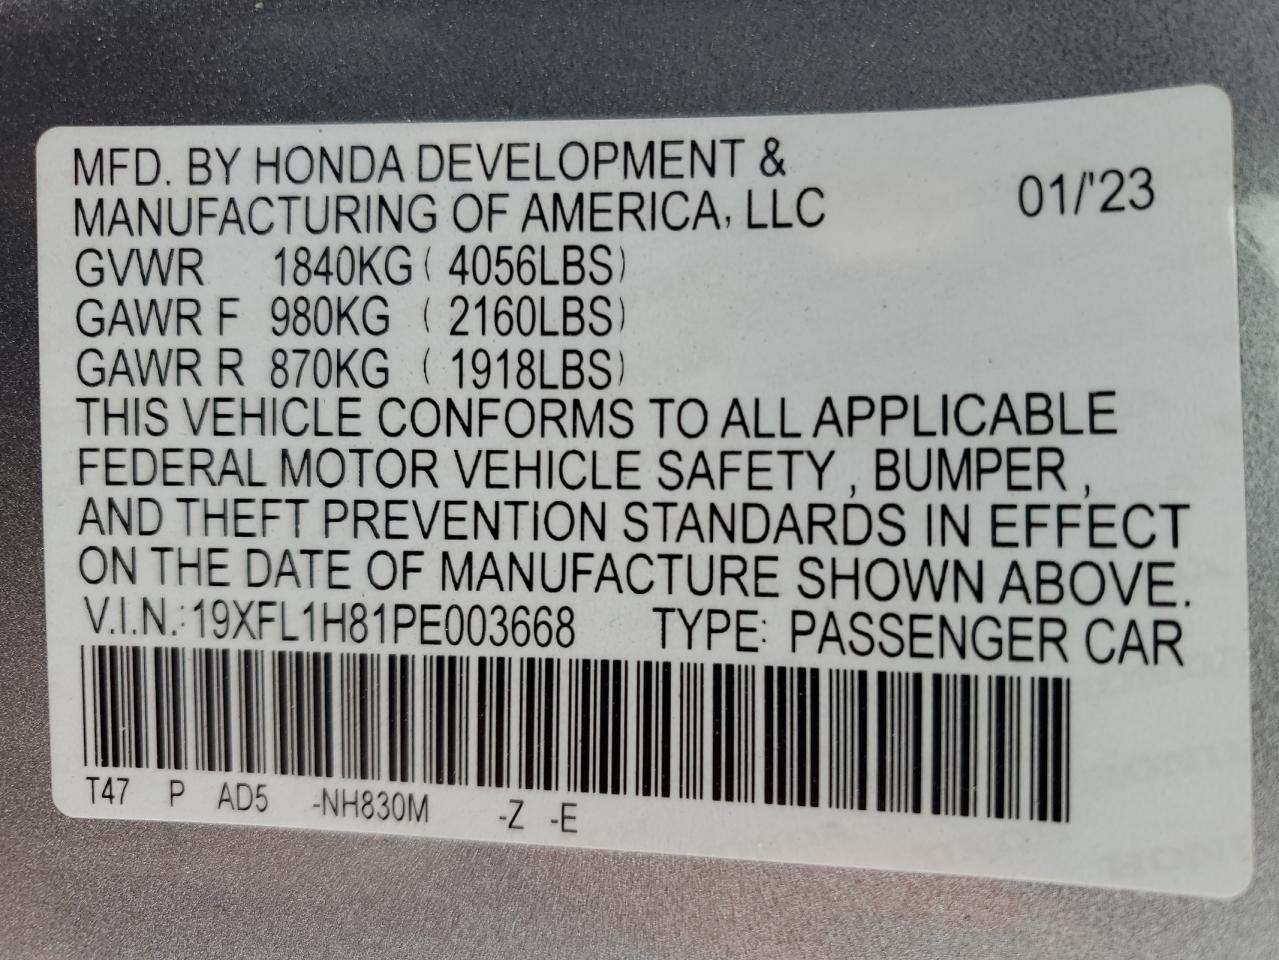 MFD. BY HONDA DEVELOPMENT &
MANUFACTURING OF AMERICA, LLC 01/'23
GVWR 1840KG ( 4056LBS)
GAWR F 980KG ( 2160LBS)
GAWR R 870KG ( 1918LBS)
THIS VEHICLE CONFORMS TO ALL APPLICABLE
FEDERAL MOTOR VEHICLE SAFETY , BUMPER ,
AND THEFT PREVENTION STANDARDS IN EFFECT
ON THE DATE OF MANUFACTURE SHOWN ABOVE.
V.I.N.: 19XFL1H81PE003668 TYPE: PASSENGER CAR
T47 P AD5 -NH830M -Z -E